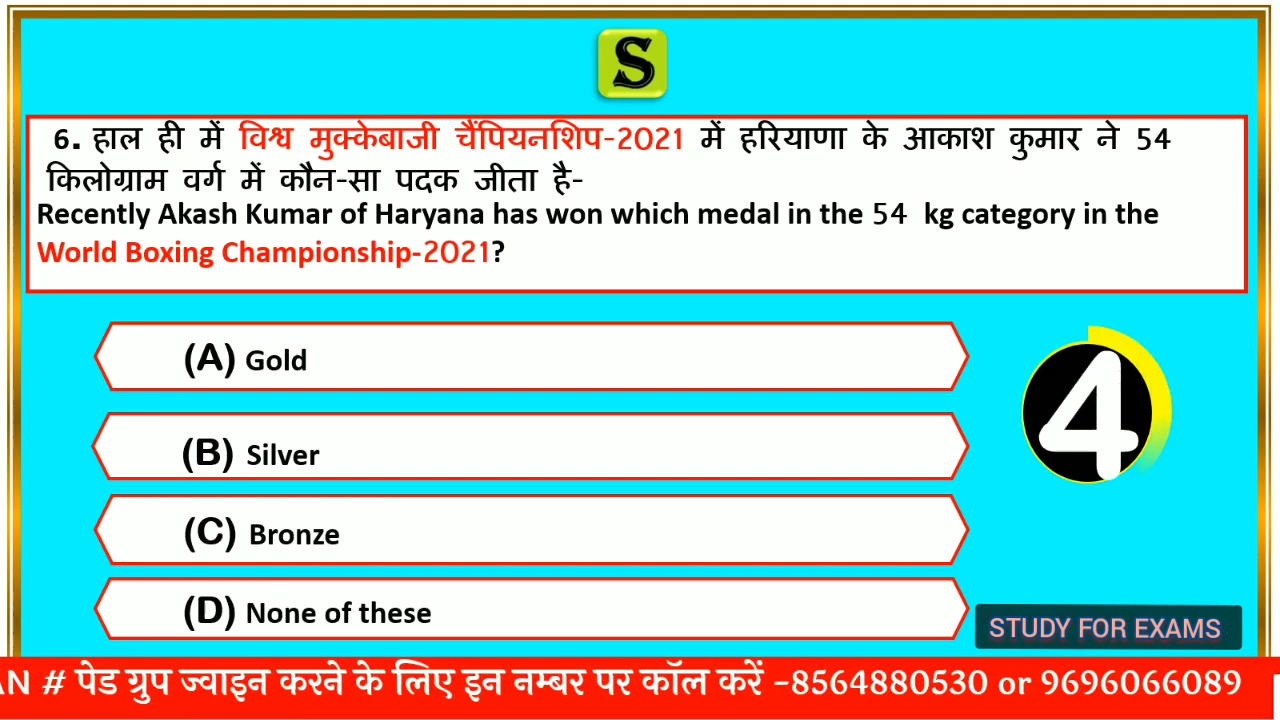 S
6. हाल ही में विश्व मुक्केबाजी चैंपियनशिप-2021 में हरियाणा के आकाश कुमार ने 54
किलोग्राम वर्ग में कौन-सा पदक जीता है-
Recently Akash Kumar of Haryana has won which medal in the 54 kg category in the
World Boxing Championship-2021?
(A) Gold
4
(B) Silver
(C) Bronze
(D) None of these
STUDY FOR EXAMS
AN # पेड ग्रुप ज्वाइन करने के लिए इन नम्बर पर कॉल करें -8564880530 or 9696066089